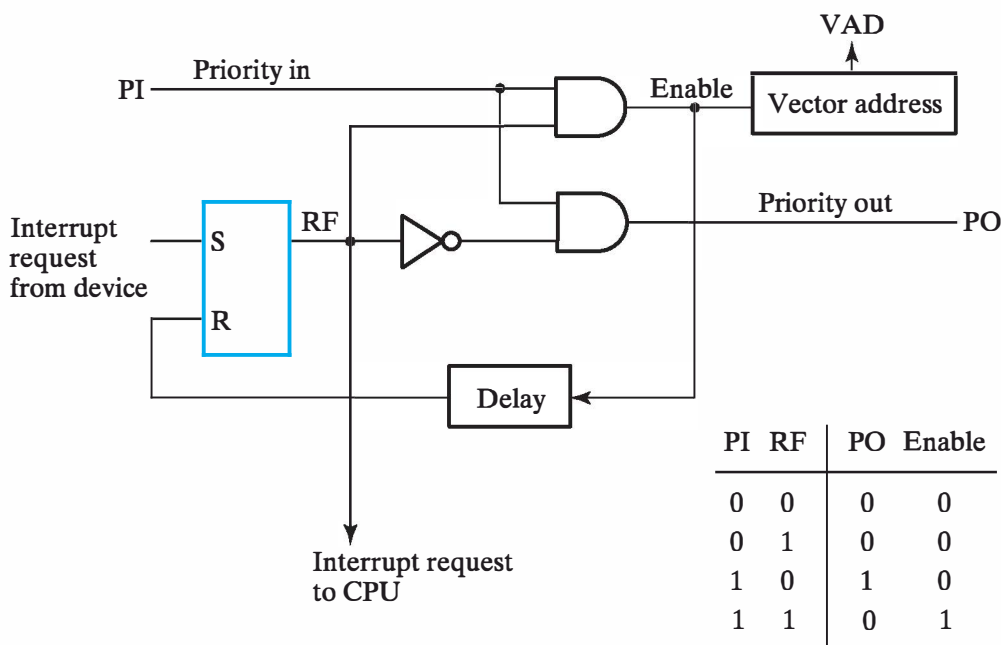 VAD
Priority in
PI
Enable
Vector address
Interrupt
request
from device
S
RF
Priority out
PO
R
Delay
PI RF PO Enable
0 0 0 0
0 1 0 0
1 0 1 0
1 1 0 1
Interrupt request
to CPU